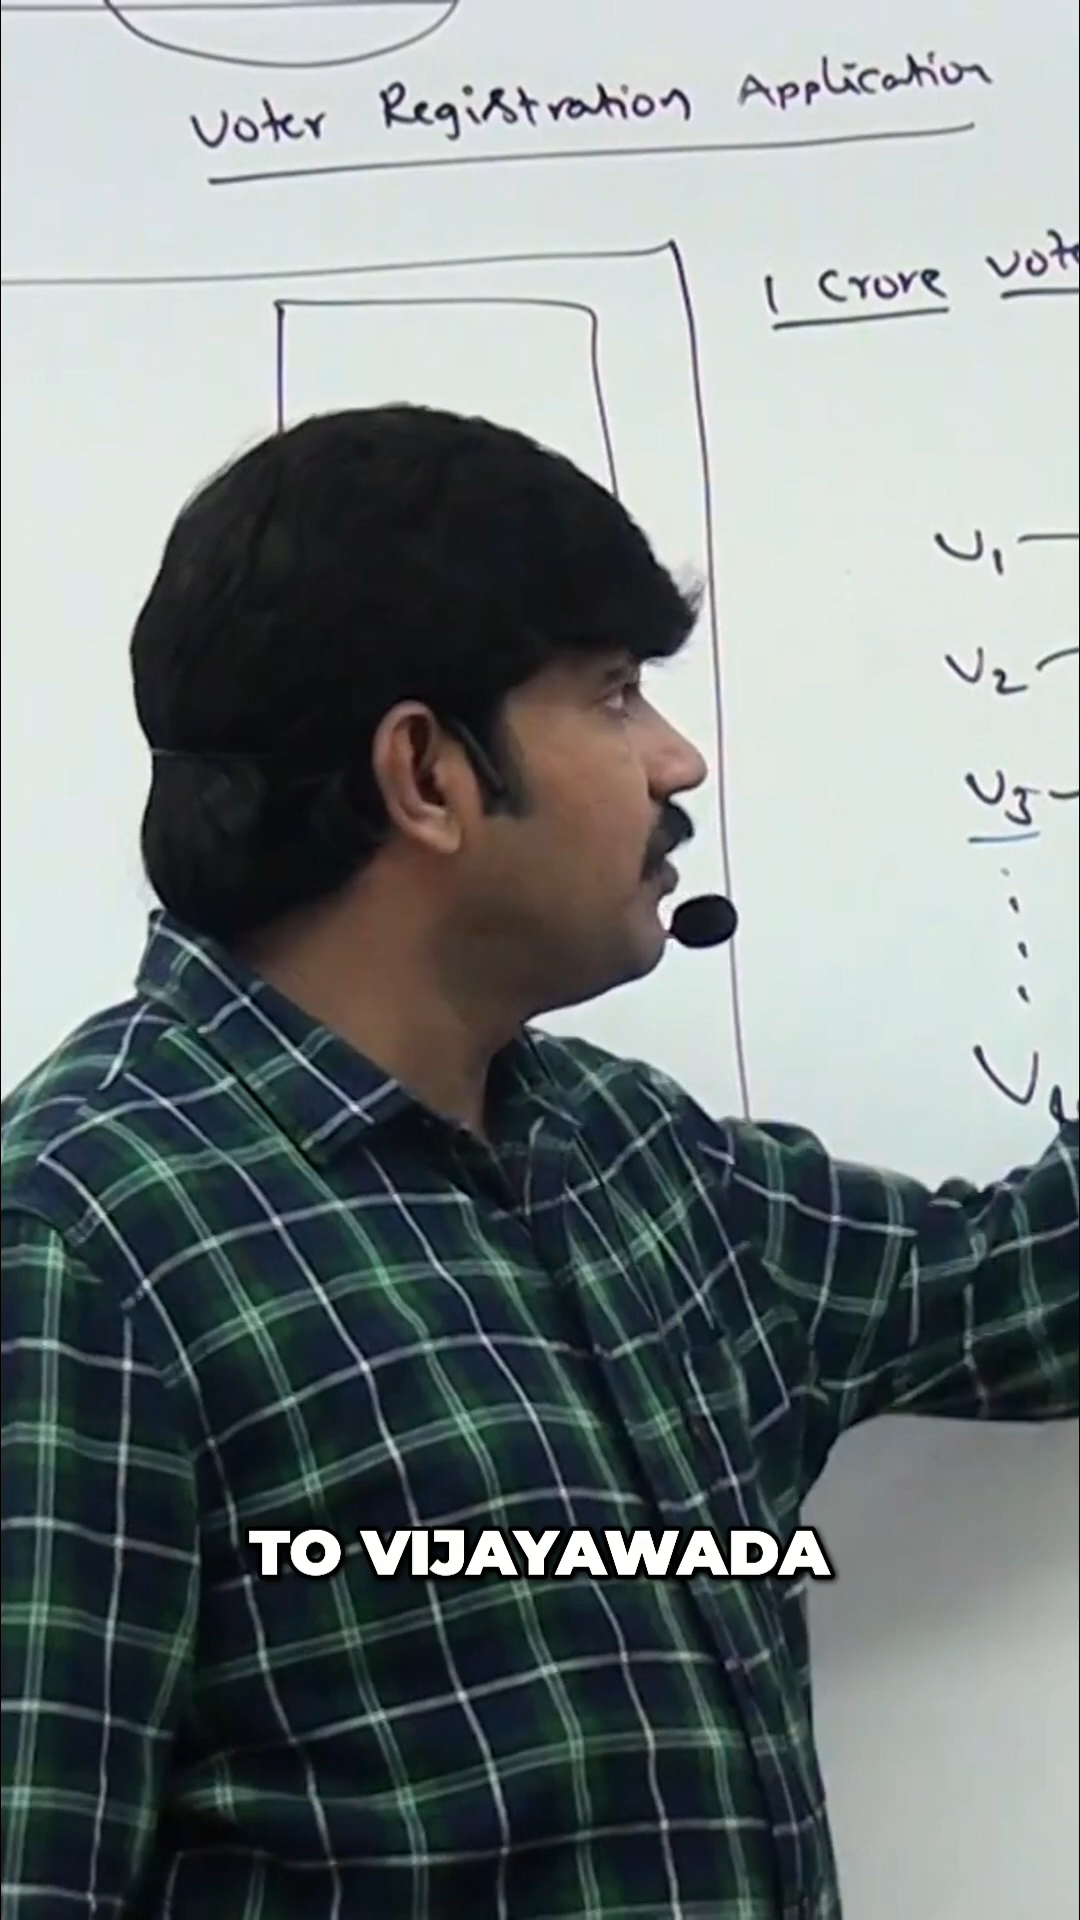 Voter Registration Application
1 Crore
V1
V2
V3
TO VIJAYAWADA